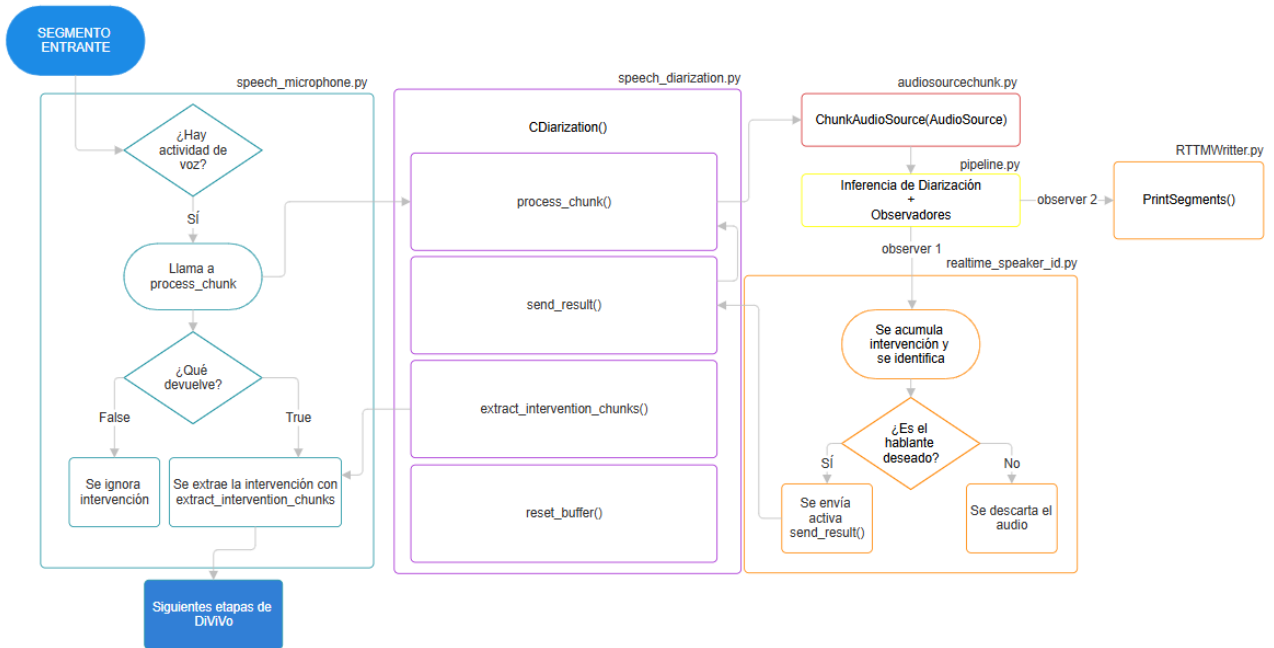 SEGMENTO
ENTRANTE
speech_microphone.py
¿Hay
actividad de
voz?
SÍ
Llama a
process_chunk
¿Qué
devuelve?
False
True
Se ignora
intervención
Se extrae la intervención con
extract_intervention_chunks
Siguientes etapas de
DiViVo
speech_diarization.py
CDiarization()
process_chunk()
send_result()
extract_intervention_chunks()
reset_buffer()
audiosourcechunk.py
ChunkAudioSource(AudioSource)
pipeline.py
Inferencia de Diarización
+
Observadores
observer 2
RTTMWritter.py
PrintSegments()
observer 1
realtime_speaker_id.py
Se acumula
intervención y
se identifica
¿Es el
hablante
deseado?
SÍ
No
Se envía
activa
send_result()
Se descarta el
audio